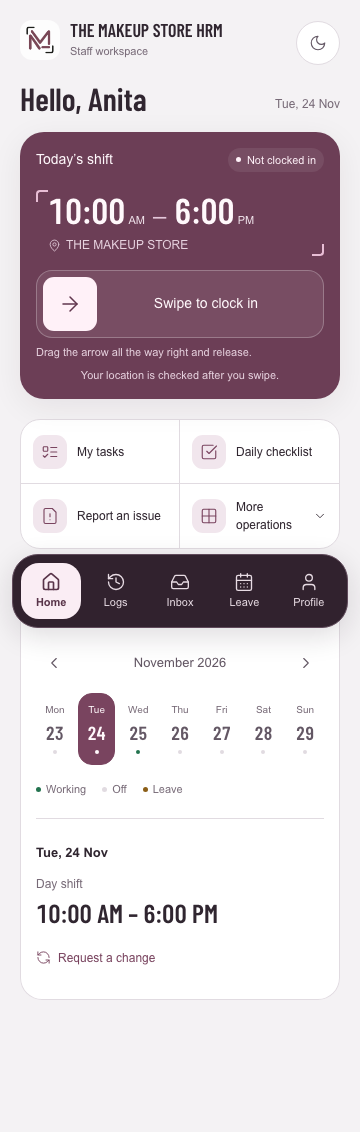 THE MAKEUP STORE HRM
Staff workspace
Hello, Anita
Tue, 24 Nov
Today's shift
Not clocked in
10:00 AM — 6:00 PM
THE MAKEUP STORE
Swipe to clock in
Drag the arrow all the way right and release.
Your location is checked after you swipe.
My tasks
Daily checklist
Report an issue
More
operations
Home Logs Inbox Leave Profile
November 2026
Mon Tue Wed Thu Fri Sat Sun
23 24 25 26 27 28 29
Working Off Leave
Tue, 24 Nov
Day shift
10:00 AM – 6:00 PM
Request a change